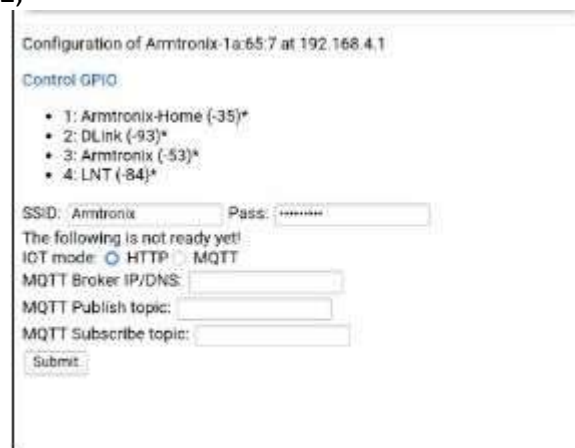 Configuration of Armtronix-1a:65:7 at 192.168.4.1
Control GPIO
• 1: Armtronix-Home (-35)*
• 2: DLink (-93)*
• 3: Armtronix (-53)*
• 4: LNT (-84)*
SSID: Armtronix Pass: ·········
The following is not ready yet!
IOT mode: HTTP MQTT
MQTT Broker IP/DNS:
MQTT Publish topic:
MQTT Subscribe topic:
Submit